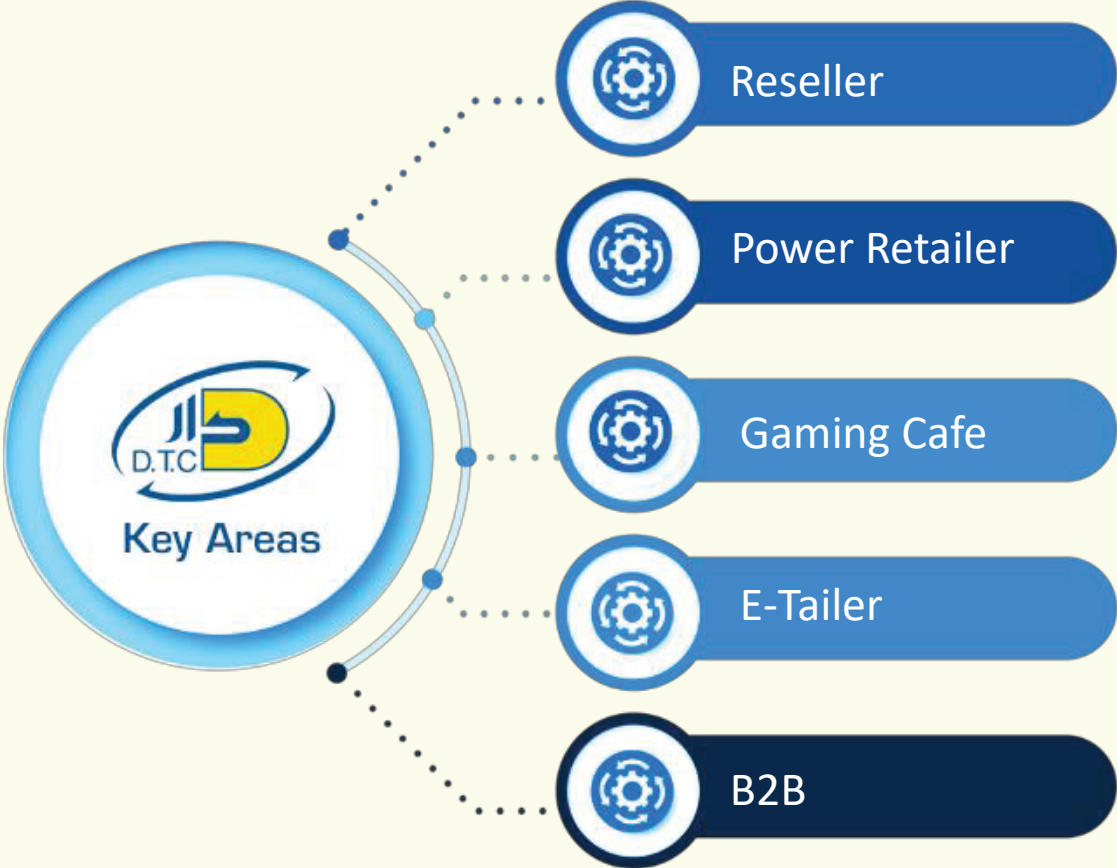 D.T.C
Key Areas
Reseller
Power Retailer
Gaming Cafe
E-Tailer
B2B